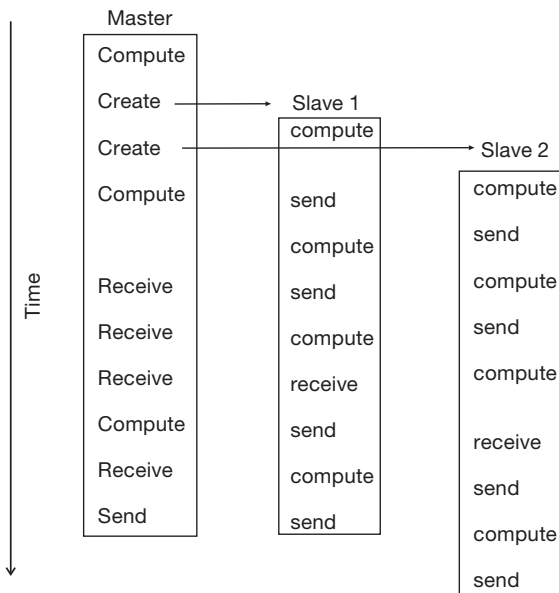 Master
Compute
Create
Create
Compute
Receive
Receive
Receive
Compute
Receive
Send
Slave 1
compute
send
compute
send
compute
receive
send
compute
send
Slave 2
compute
send
compute
send
compute
receive
send
compute
send
Time